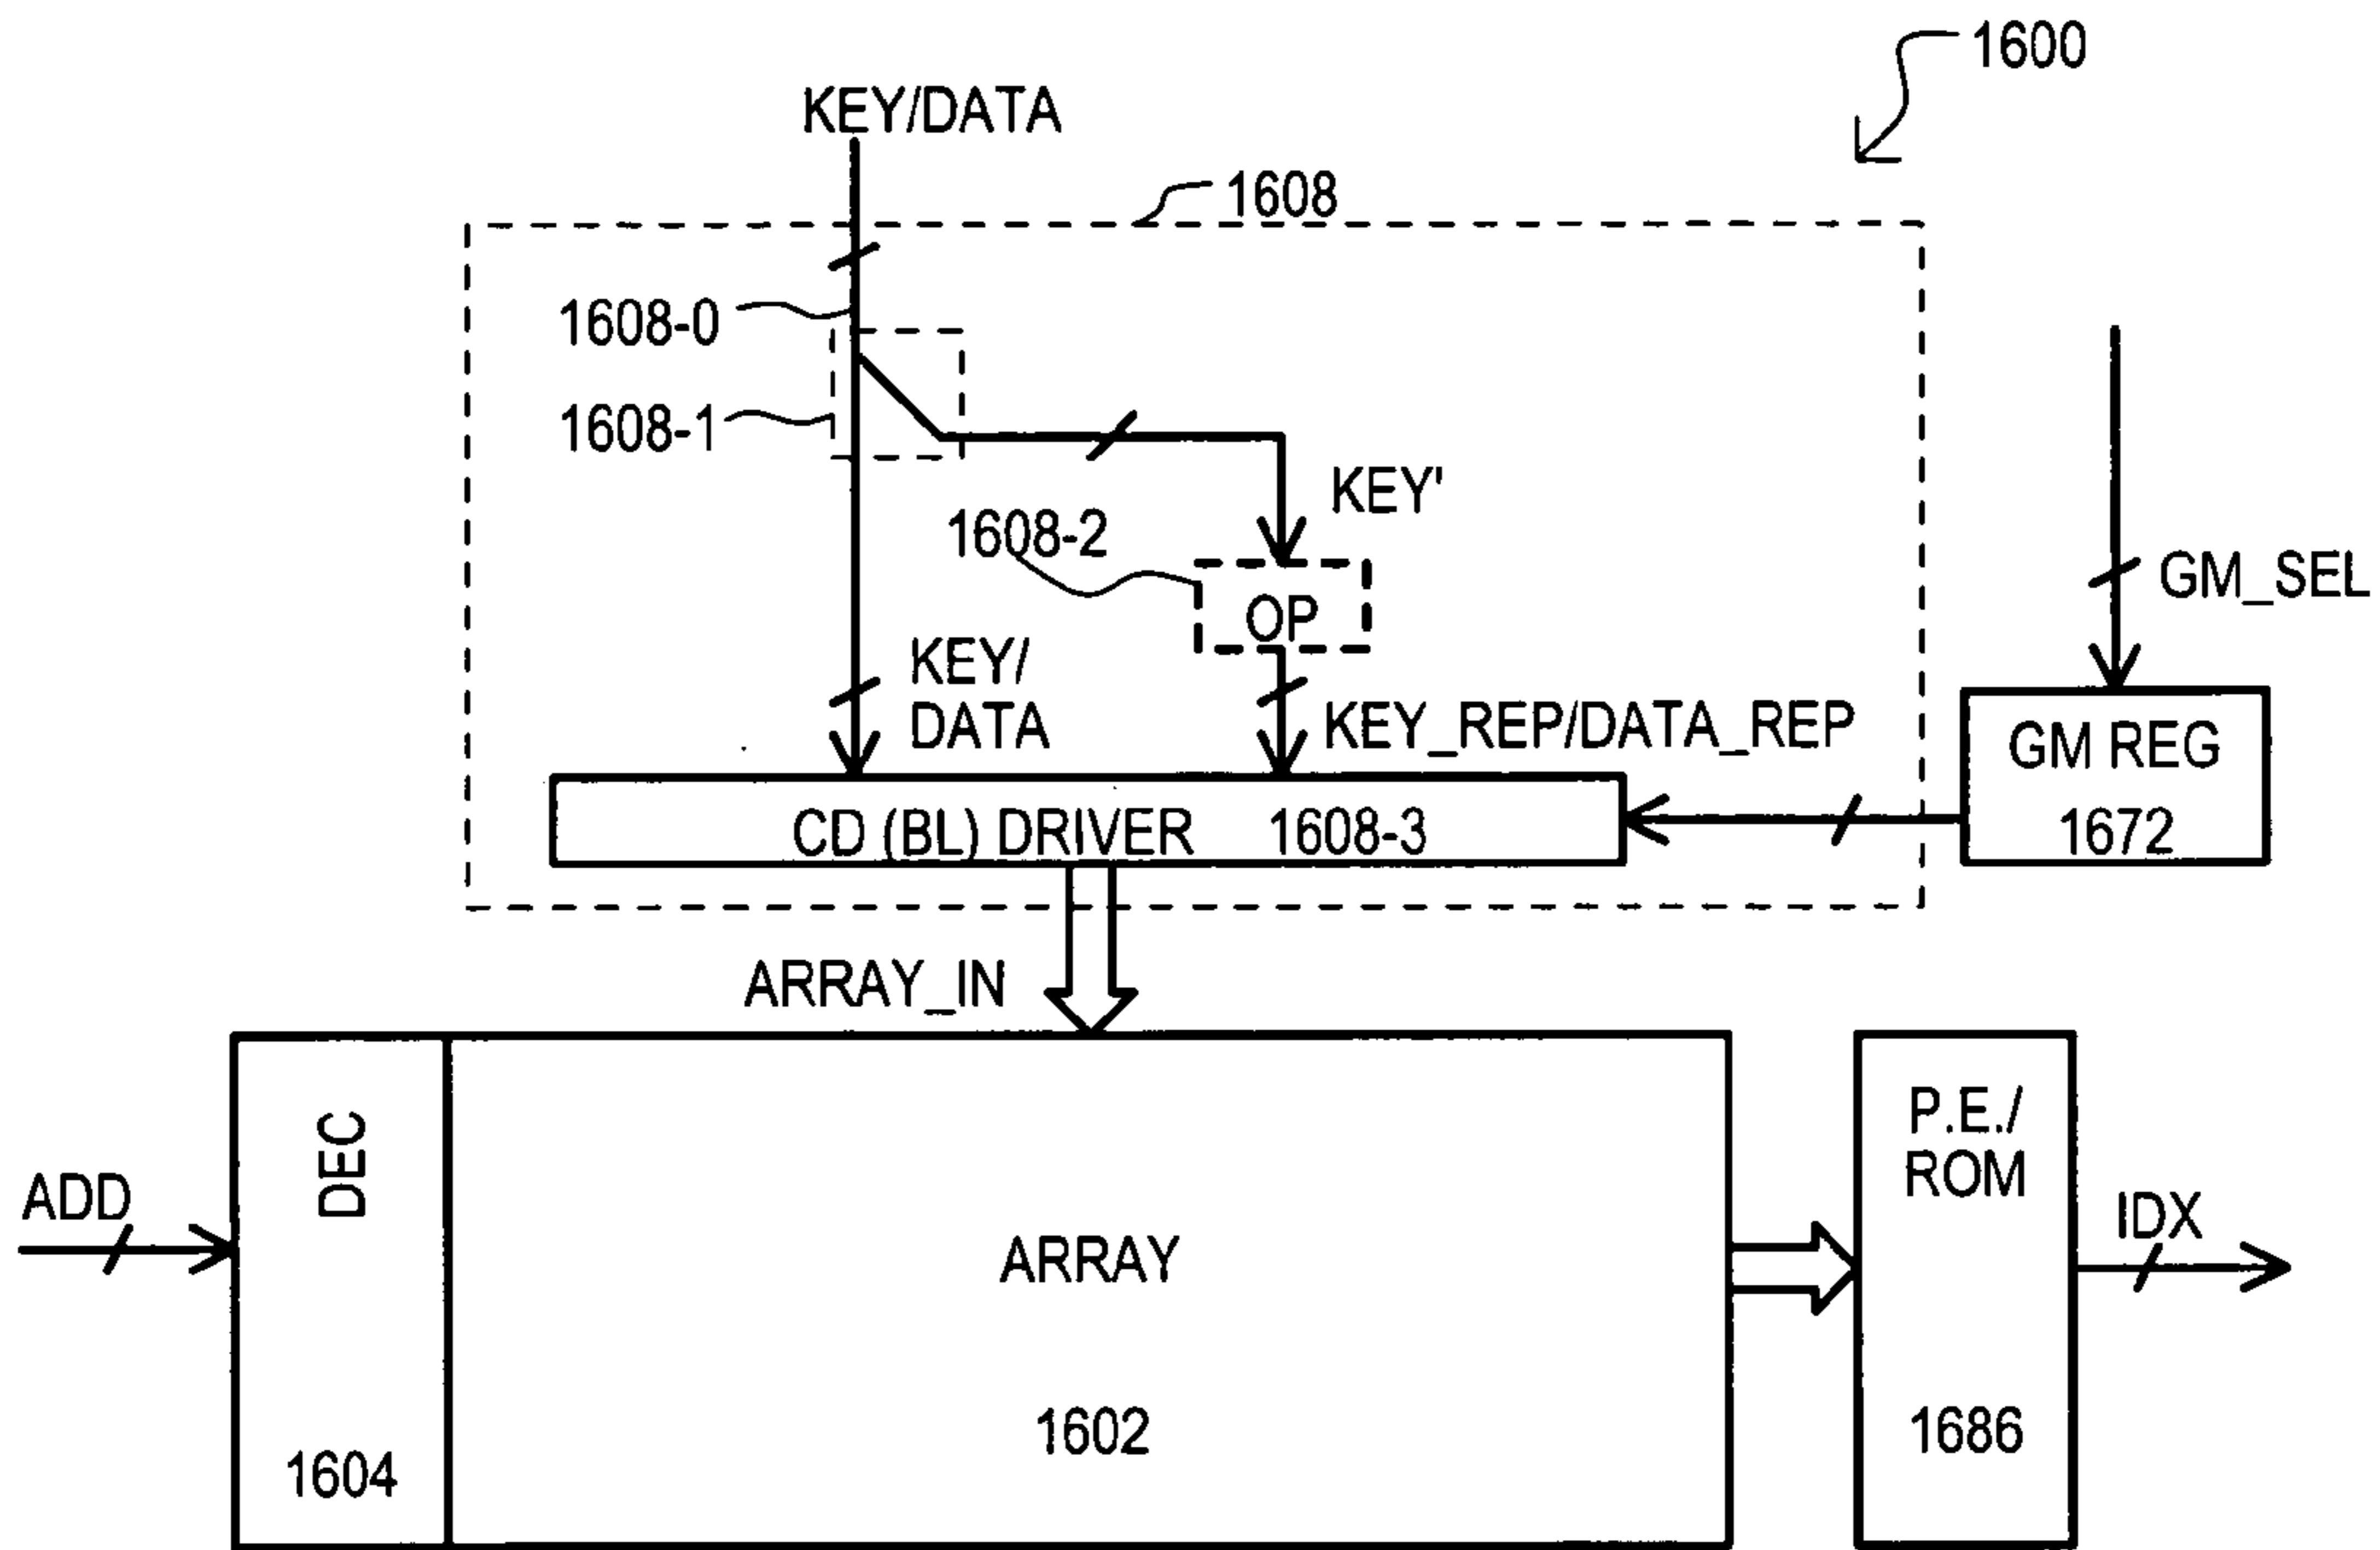 1600
KEY/DATA
1608
1608-0
1608-1
KEY'
1608-2
OP
GM_SEL
KEY/
DATA
KEY_REP/DATA_REP
GM REG
1672
CD (BL) DRIVER 1608-3
ARRAY_IN
ADD
DEC
1604
ARRAY
1602
P.E./
ROM
1686
IDX